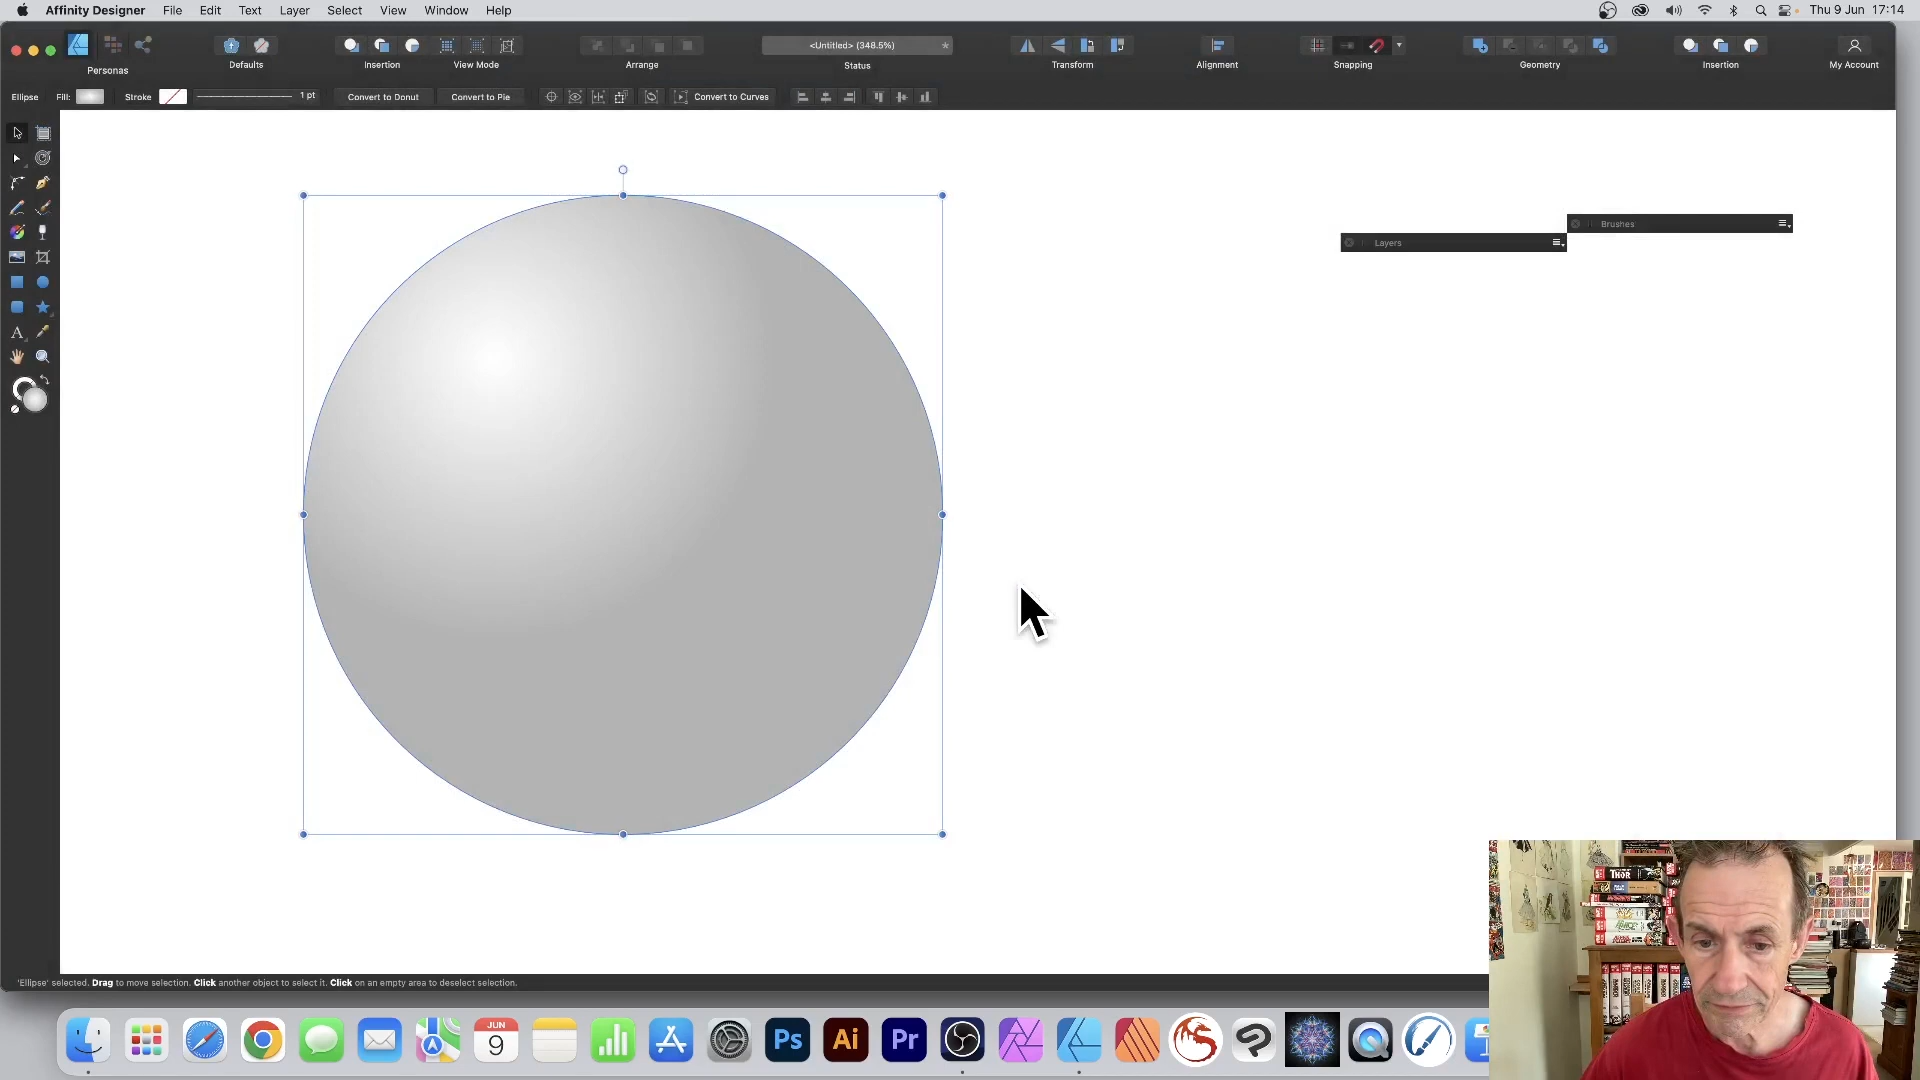 Affinity Designer File Edit Text Layer Select View Window Help Thu 9 Jun 17:14
<Untitled> (348.5%) *
Personas Defaults Insertion View Mode Arrange Status Transform Alignment Snapping Geometry Insertion My Account
Ellipse Fill: Stroke 1 pt Convert to Donut Convert to Pie Convert to Curves
Brushes
Layers
A
THOR
'Ellipse' selected. Drag to move selection. Click another object to select it. Click on an empty area to deselect selection.
JUN
9
Ps Ai Pr